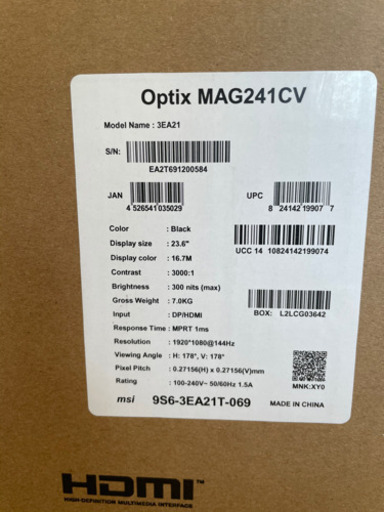 Optix MAG241CV
Model Name : 3EA21
S/N:
EA2T691200584
JAN
4 526541 035029
UPC
8 24142 19907 7
Color : Black
Display size : 23.6"
Display color : 16.7M
Contrast : 3000:1
Brightness : 300 nits (max)
Gross Weight : 7.0KG
Input : DP/HDMI
Response Time : MPRT 1ms
Resolution : 1920*1080@144Hz
Viewing Angle : H: 178°, V: 178°
Pixel Pitch : 0.27156(H) x 0.27156(V)mm
Rating : 100-240V~ 50/60Hz 1.5A
UCC 14 10824142199074
BOX: L2LCG03642
MNK:XY0
msi 9S6-3EA21T-069 MADE IN CHINA
HDMI™
HIGH-DEFINITION MULTIMEDIA INTERFACE